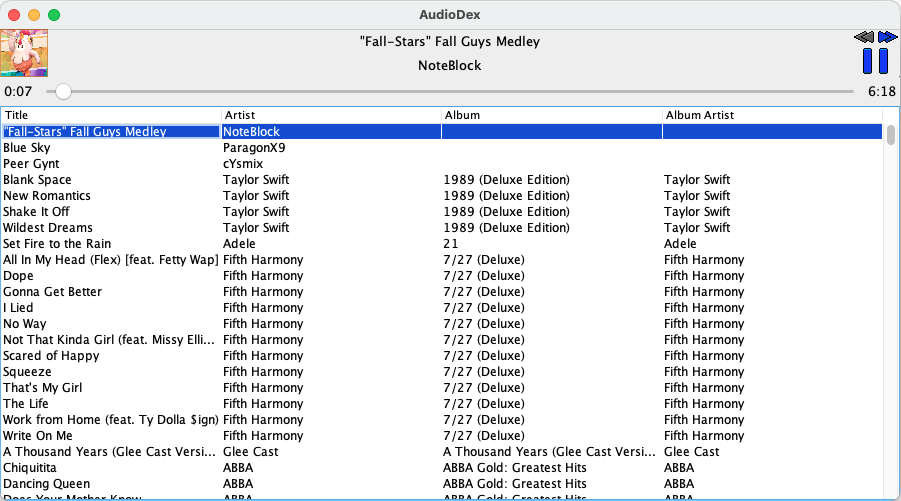 AudioDex
"Fall-Stars" Fall Guys Medley
NoteBlock
0:07 6:18
Title Artist Album Album Artist
"Fall-Stars" Fall Guys Medley NoteBlock
Blue Sky ParagonX9
Peer Gynt cYsmix
Blank Space Taylor Swift 1989 (Deluxe Edition) Taylor Swift
New Romantics Taylor Swift 1989 (Deluxe Edition) Taylor Swift
Shake It Off Taylor Swift 1989 (Deluxe Edition) Taylor Swift
Wildest Dreams Taylor Swift 1989 (Deluxe Edition) Taylor Swift
Set Fire to the Rain Adele 21 Adele
All In My Head (Flex) [feat. Fetty Wap] Fifth Harmony 7/27 (Deluxe) Fifth Harmony
Dope Fifth Harmony 7/27 (Deluxe) Fifth Harmony
Gonna Get Better Fifth Harmony 7/27 (Deluxe) Fifth Harmony
I Lied Fifth Harmony 7/27 (Deluxe) Fifth Harmony
No Way Fifth Harmony 7/27 (Deluxe) Fifth Harmony
Not That Kinda Girl (feat. Missy Elli... Fifth Harmony 7/27 (Deluxe) Fifth Harmony
Scared of Happy Fifth Harmony 7/27 (Deluxe) Fifth Harmony
Squeeze Fifth Harmony 7/27 (Deluxe) Fifth Harmony
That's My Girl Fifth Harmony 7/27 (Deluxe) Fifth Harmony
The Life Fifth Harmony 7/27 (Deluxe) Fifth Harmony
Work from Home (feat. Ty Dolla $ign) Fifth Harmony 7/27 (Deluxe) Fifth Harmony
Write On Me Fifth Harmony 7/27 (Deluxe) Fifth Harmony
A Thousand Years (Glee Cast Versi... Glee Cast A Thousand Years (Glee Cast Versi... Glee Cast
Chiquitita ABBA ABBA Gold: Greatest Hits ABBA
Dancing Queen ABBA ABBA Gold: Greatest Hits ABBA
Does Your Mother Know ABBA ABBA Gold: Greatest Hits ABBA